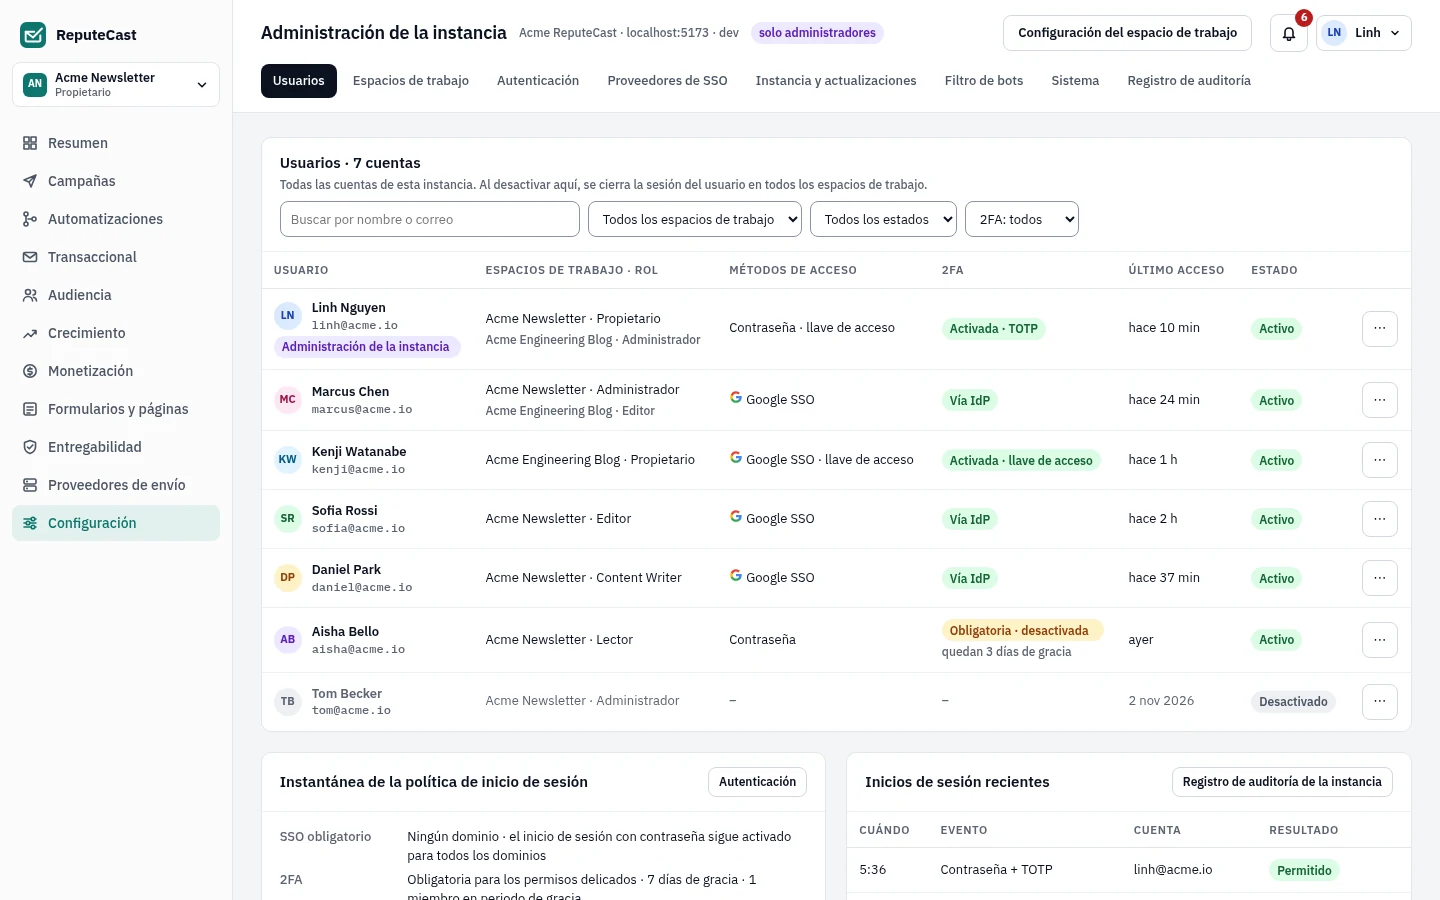 ReputeCast
AN
Acme Newsletter
Propietario
Resumen
Campañas
Automatizaciones
Transaccional
Audiencia
Crecimiento
Monetización
Formularios y páginas
Entregabilidad
Proveedores de envío
Configuración
Administración de la instancia
Acme ReputeCast · localhost:5173 · dev
solo administradores
Configuración del espacio de trabajo
6
LN
Linh
Usuarios
Espacios de trabajo
Autenticación
Proveedores de SSO
Instancia y actualizaciones
Filtro de bots
Sistema
Registro de auditoría
Usuarios · 7 cuentas
Todas las cuentas de esta instancia. Al desactivar aquí, se cierra la sesión del usuario en todos los espacios de trabajo.
Buscar por nombre o correo
Todos los espacios de trabajo
Todos los estados
2FA: todos
USUARIO
ESPACIOS DE TRABAJO · ROL
MÉTODOS DE ACCESO
2FA
ÚLTIMO ACCESO
ESTADO
LN
Linh Nguyen
linh@acme.io
Administración de la instancia
Acme Newsletter · Propietario
Acme Engineering Blog · Administrador
Contraseña · llave de acceso
Activada · TOTP
hace 10 min
Activo
···
MC
Marcus Chen
marcus@acme.io
Acme Newsletter · Administrador
Acme Engineering Blog · Editor
Google SSO
Vía IdP
hace 24 min
Activo
···
KW
Kenji Watanabe
kenji@acme.io
Acme Engineering Blog · Propietario
Google SSO · llave de acceso
Activada · llave de acceso
hace 1 h
Activo
···
SR
Sofia Rossi
sofia@acme.io
Acme Newsletter · Editor
Google SSO
Vía IdP
hace 2 h
Activo
···
DP
Daniel Park
daniel@acme.io
Acme Newsletter · Content Writer
Google SSO
Vía IdP
hace 37 min
Activo
···
AB
Aisha Bello
aisha@acme.io
Acme Newsletter · Lector
Contraseña
Obligatoria · desactivada
quedan 3 días de gracia
ayer
Activo
···
TB
Tom Becker
tom@acme.io
Acme Newsletter · Administrador
–
–
2 nov 2026
Desactivado
···
Instantánea de la política de inicio de sesión
Autenticación
SSO obligatorio
Ningún dominio · el inicio de sesión con contraseña sigue activado
para todos los dominios
2FA
Obligatoria para los permisos delicados · 7 días de gracia · 1
miembro en periodo de gracia
Inicios de sesión recientes
Registro de auditoría de la instancia
CUÁNDO
EVENTO
CUENTA
RESULTADO
5:36
Contraseña + TOTP
linh@acme.io
Permitido